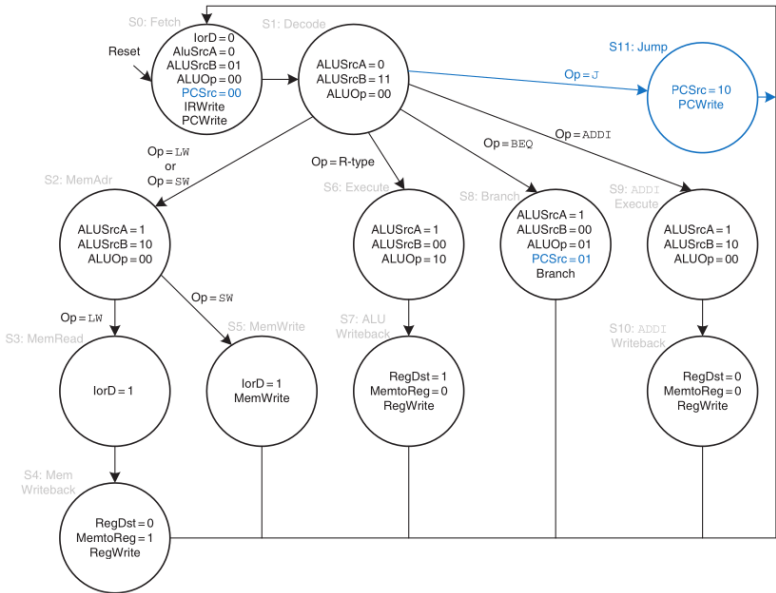 S0: Fetch
S1: Decode
Reset
IorD = 0
AluSrcA = 0
ALUSrcB = 01
ALUOp = 00
PCSrc = 00
IRWrite
PCWrite
ALUSrcA = 0
ALUSrcB = 11
ALUOp = 00
S11: Jump
Op = J
PCSrc = 10
PCWrite
Op = LW
or
Op = SW
Op = R-type
Op = BEQ
Op = ADDI
S2: MemAdr
ALUSrcA = 1
ALUSrcB = 10
ALUOp = 00
S6: Execute
ALUSrcA = 1
ALUSrcB = 00
ALUOp = 10
S8: Branch
ALUSrcA = 1
ALUSrcB = 00
ALUOp = 01
PCSrc = 01
Branch
S9: ADDI
Execute
ALUSrcA = 1
ALUSrcB = 10
ALUOp = 00
Op = LW
Op = SW
S3: MemRead
IorD = 1
S5: MemWrite
IorD = 1
MemWrite
S7: ALU
Writeback
RegDst = 1
MemtoReg = 0
RegWrite
S10: ADDI
Writeback
RegDst = 0
MemtoReg = 0
RegWrite
S4: Mem
Writeback
RegDst = 0
MemtoReg = 1
RegWrite